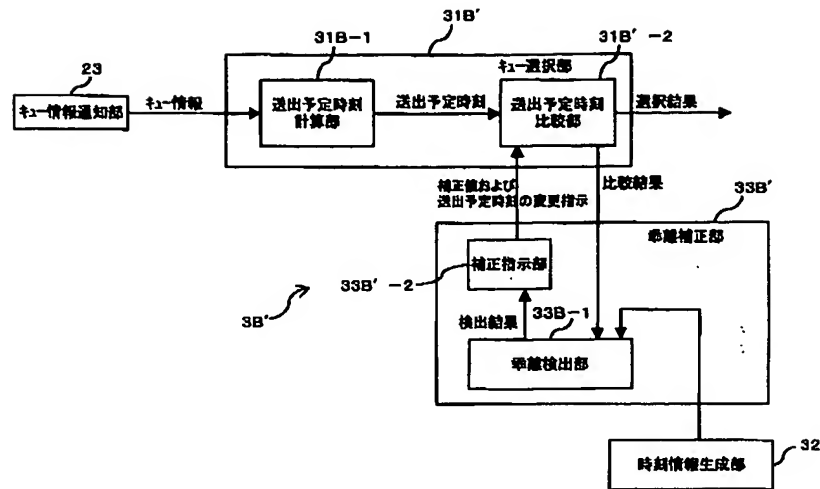 31B'
31B-1
31B'-2
キュー選択部
23
キュー情報通知部
キュー情報
送出予定時刻
計算部
送出予定時刻
送出予定時刻
比較部
選択結果
補正値および
送出予定時刻の変更指示
比較結果
33B'
乖離補正部
補正指示部
33B'-2
3B'
検出結果
33B-1
乖離検出部
時刻情報生成部
32